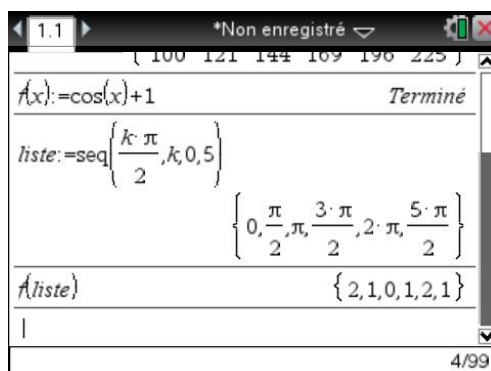 1.1 *Non enregistré
{ 100 121 144 169 196 225 }
f(x):=cos(x)+1 Terminé
liste:=seq(k·π/2,k,0,5)
{0,π/2,π,3·π/2,2·π,5·π/2}
f(liste) {2,1,0,1,2,1}
4/99